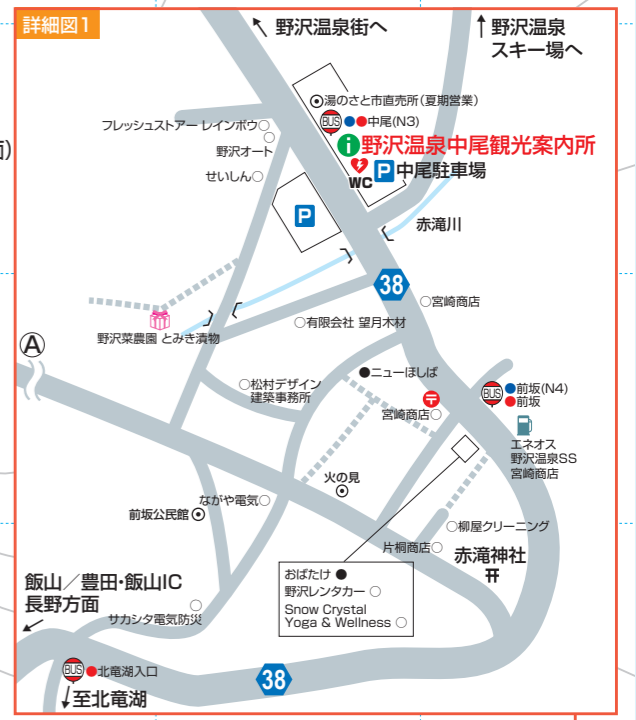 詳細図1
野沢温泉街へ
野沢温泉
スキー場へ
面)
湯のさと市直売所(夏期営業)
BUS 中尾(N3)
フレッシュストアー レインボウ
野沢オート
i 野沢温泉中尾観光案内所
WC P 中尾駐車場
せいしん
P
赤滝川
38
宮崎商店
有限会社 望月木材
野沢菜農園 とみき漬物
A
ニューほしば
松村デザイン
建築事務所
BUS 前坂(N4)
前坂
〒
宮崎商店
エネオス
野沢温泉SS
宮崎商店
火の見
ながや電気
前坂公民館
柳屋クリーニング
片桐商店
赤滝神社
おばたけ
野沢レンタカー
Snow Crystal
Yoga & Wellness
飯山/豊田・飯山IC
長野方面
サカシタ電気防災
BUS 北竜湖入口
38
至北竜湖